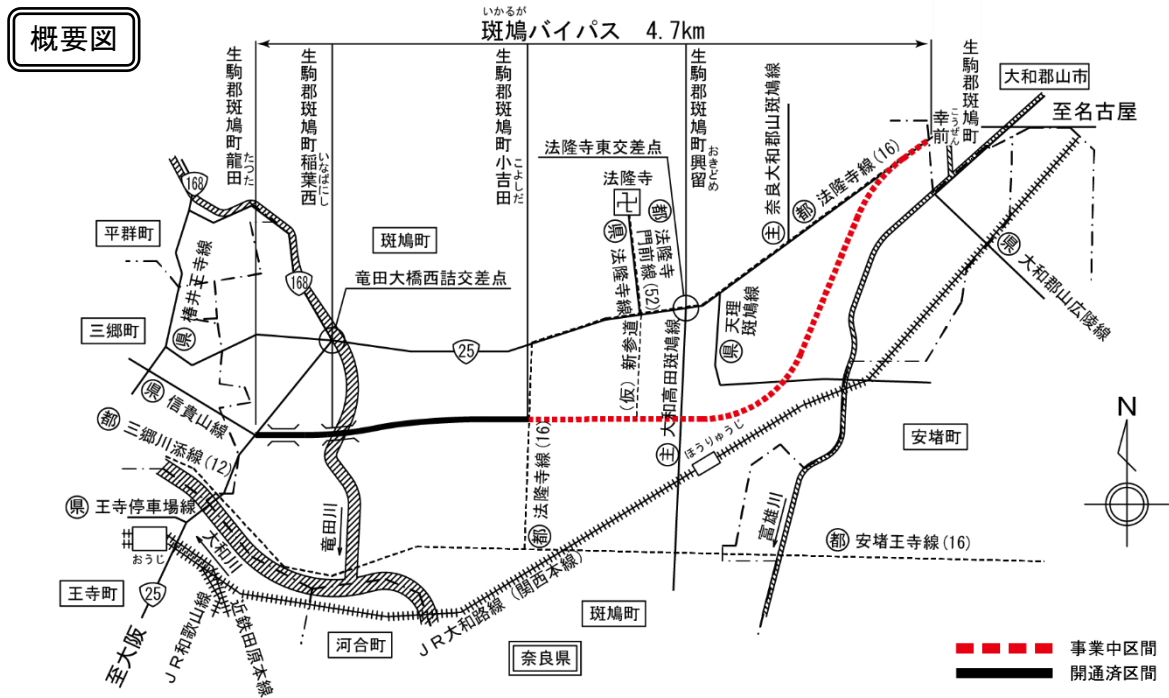 概要図
いかるが
斑鳩バイパス 4.7km
生駒郡斑鳩町龍田
たつた
生駒郡斑鳩町稲葉西
いなばにし
生駒郡斑鳩町小吉田
こよしだ
生駒郡斑鳩町興留
おきどめ
生駒郡斑鳩町
幸前
こうぜん
大和郡山市
至名古屋
法隆寺東交差点
法隆寺
卍
県 法隆寺線
都 法隆寺門前線(52)
主 奈良大和郡山斑鳩線
都 法隆寺線(16)
168
平群町
斑鳩町
県 椿井王寺線
168
竜田大橋西詰交差点
県 大和郡山広陵線
三郷町
25
(仮) 新参道
県 天理斑鳩線
主 大和高田斑鳩線
県 信貴山線
都 三郷川添線(12)
ほうりゅうじ
安堵町
N
都 法隆寺線(16)
県 王寺停車場線
おうじ
大和川
竜田川
富雄川
都 安堵王寺線(16)
王寺町
25
至大阪
JR和歌山線
近鉄田原本線
河合町
JR大和路線(関西本線)
斑鳩町
奈良県
事業中区間
開通済区間